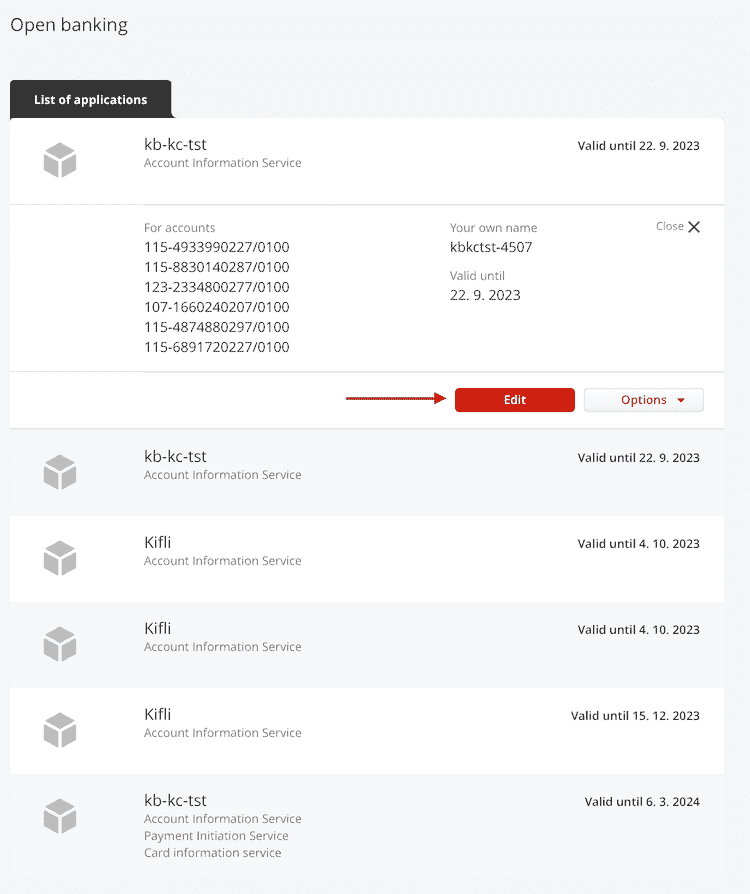 Open banking
List of applications
kb-kc-tst
Valid until 22. 9. 2023
Account Information Service
For accounts
115-4933990227/0100
115-8830140287/0100
123-2334800277/0100
107-1660240207/0100
115-4874880297/0100
115-6891720227/0100
Your own name
kbkctst-4507
Valid until
22. 9. 2023
Close
Edit
Options
kb-kc-tst
Valid until 22. 9. 2023
Account Information Service
Kifli
Valid until 4. 10. 2023
Account Information Service
Kifli
Valid until 4. 10. 2023
Account Information Service
Kifli
Valid until 15. 12. 2023
Account Information Service
kb-kc-tst
Valid until 6. 3. 2024
Account Information Service
Payment Initiation Service
Card information service